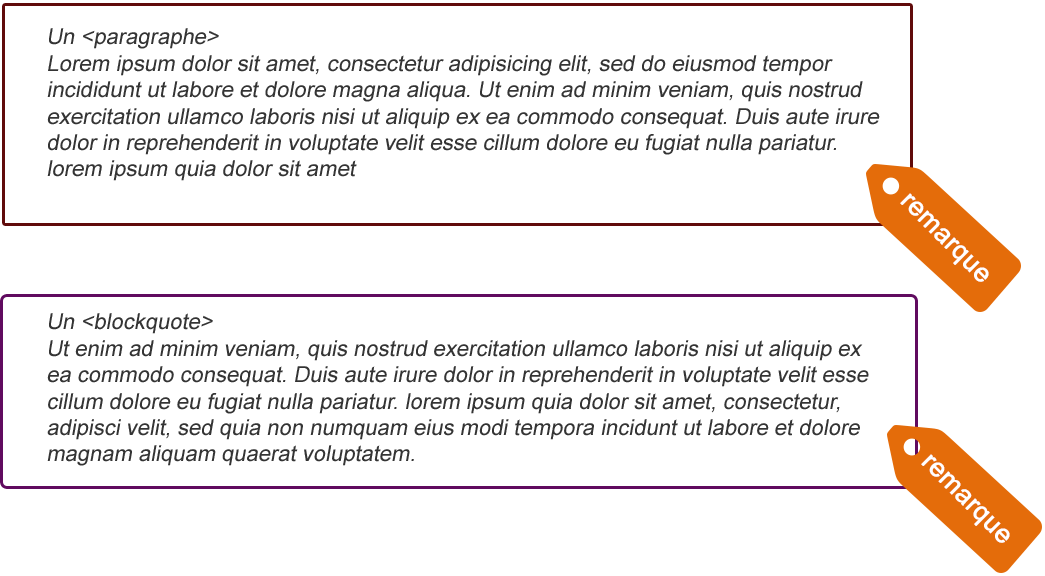 Un <paragraphe>
Lorem ipsum dolor sit amet, consectetur adipisicing elit, sed do eiusmod tempor
incididunt ut labore et dolore magna aliqua. Ut enim ad minim veniam, quis nostrud
exercitation ullamco laboris nisi ut aliquip ex ea commodo consequat. Duis aute irure
dolor in reprehenderit in voluptate velit esse cillum dolore eu fugiat nulla pariatur.
lorem ipsum quia dolor sit amet
remarque
Un <blockquote>
Ut enim ad minim veniam, quis nostrud exercitation ullamco laboris nisi ut aliquip ex
ea commodo consequat. Duis aute irure dolor in reprehenderit in voluptate velit esse
cillum dolore eu fugiat nulla pariatur. lorem ipsum quia dolor sit amet, consectetur,
adipisci velit, sed quia non numquam eius modi tempora incidunt ut labore et dolore
magnam aliquam quaerat voluptatem.
remarque